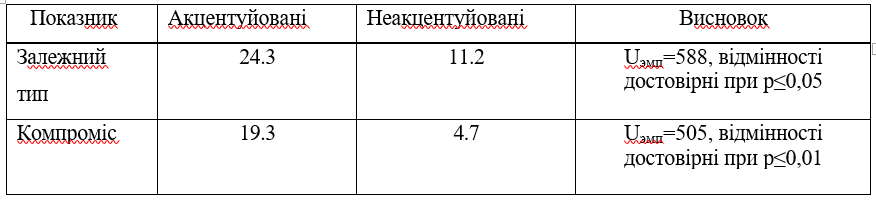 Показник Акцентуйовані Неакцентуйовані Висновок
Залежний 24.3 11.2 Uэмп=588, відмінності
тип достовірні при p≤0,05
Компроміс 19.3 4.7 Uэмп=505, відмінності
достовірні при p≤0,01